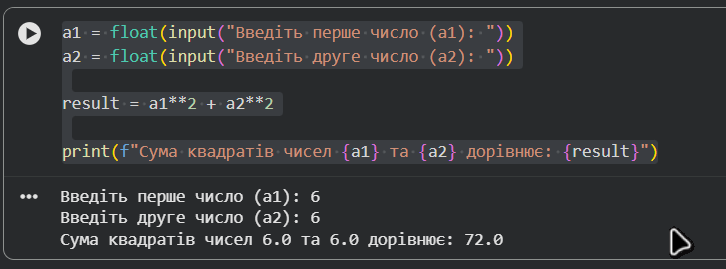 a1 = float(input("Введіть перше число (a1): "))
a2 = float(input("Введіть друге число (a2): "))
result = a1**2 + a2**2
print(f"Сума квадратів чисел {a1} та {a2} дорівнює: {result}")
Введіть перше число (a1): 6
Введіть друге число (a2): 6
Сума квадратів чисел 6.0 та 6.0 дорівнює: 72.0